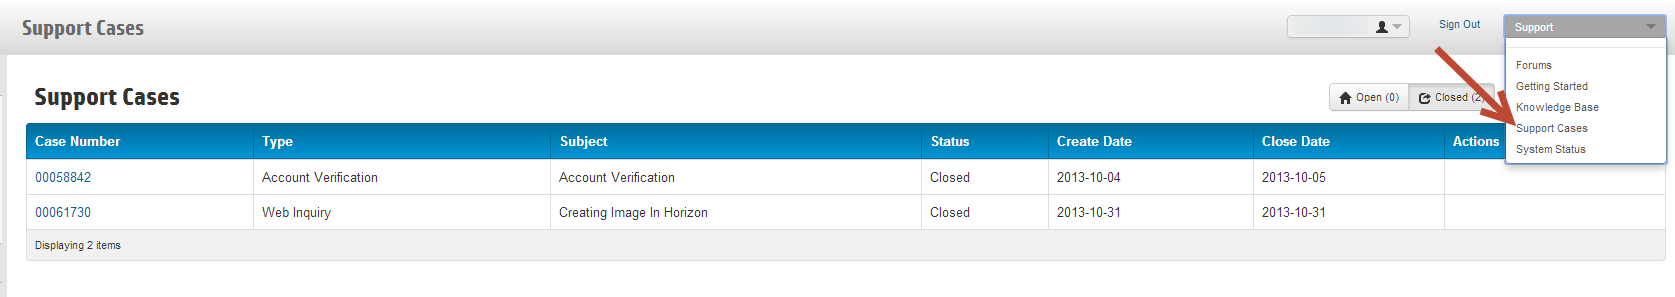 Support Cases
Sign Out
Support
Forums
Getting Started
Knowledge Base
Support Cases
System Status
Support Cases
Open (0)
Closed (2)
Case Number Type Subject Status Create Date Close Date Actions
00058842 Account Verification Account Verification Closed 2013-10-04 2013-10-05
00061730 Web Inquiry Creating Image In Horizon Closed 2013-10-31 2013-10-31
Displaying 2 items